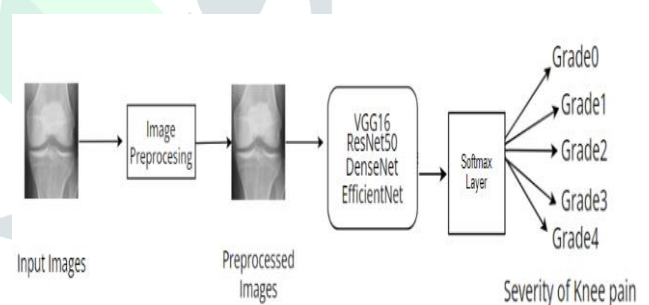 Input Images
Image
Preprocesing
Preprocessed
Images
VGG16
ResNet50
DenseNet
EfficientNet
Softmax
Layer
Grade0
Grade1
Grade2
Grade3
Grade4
Severity of Knee pain